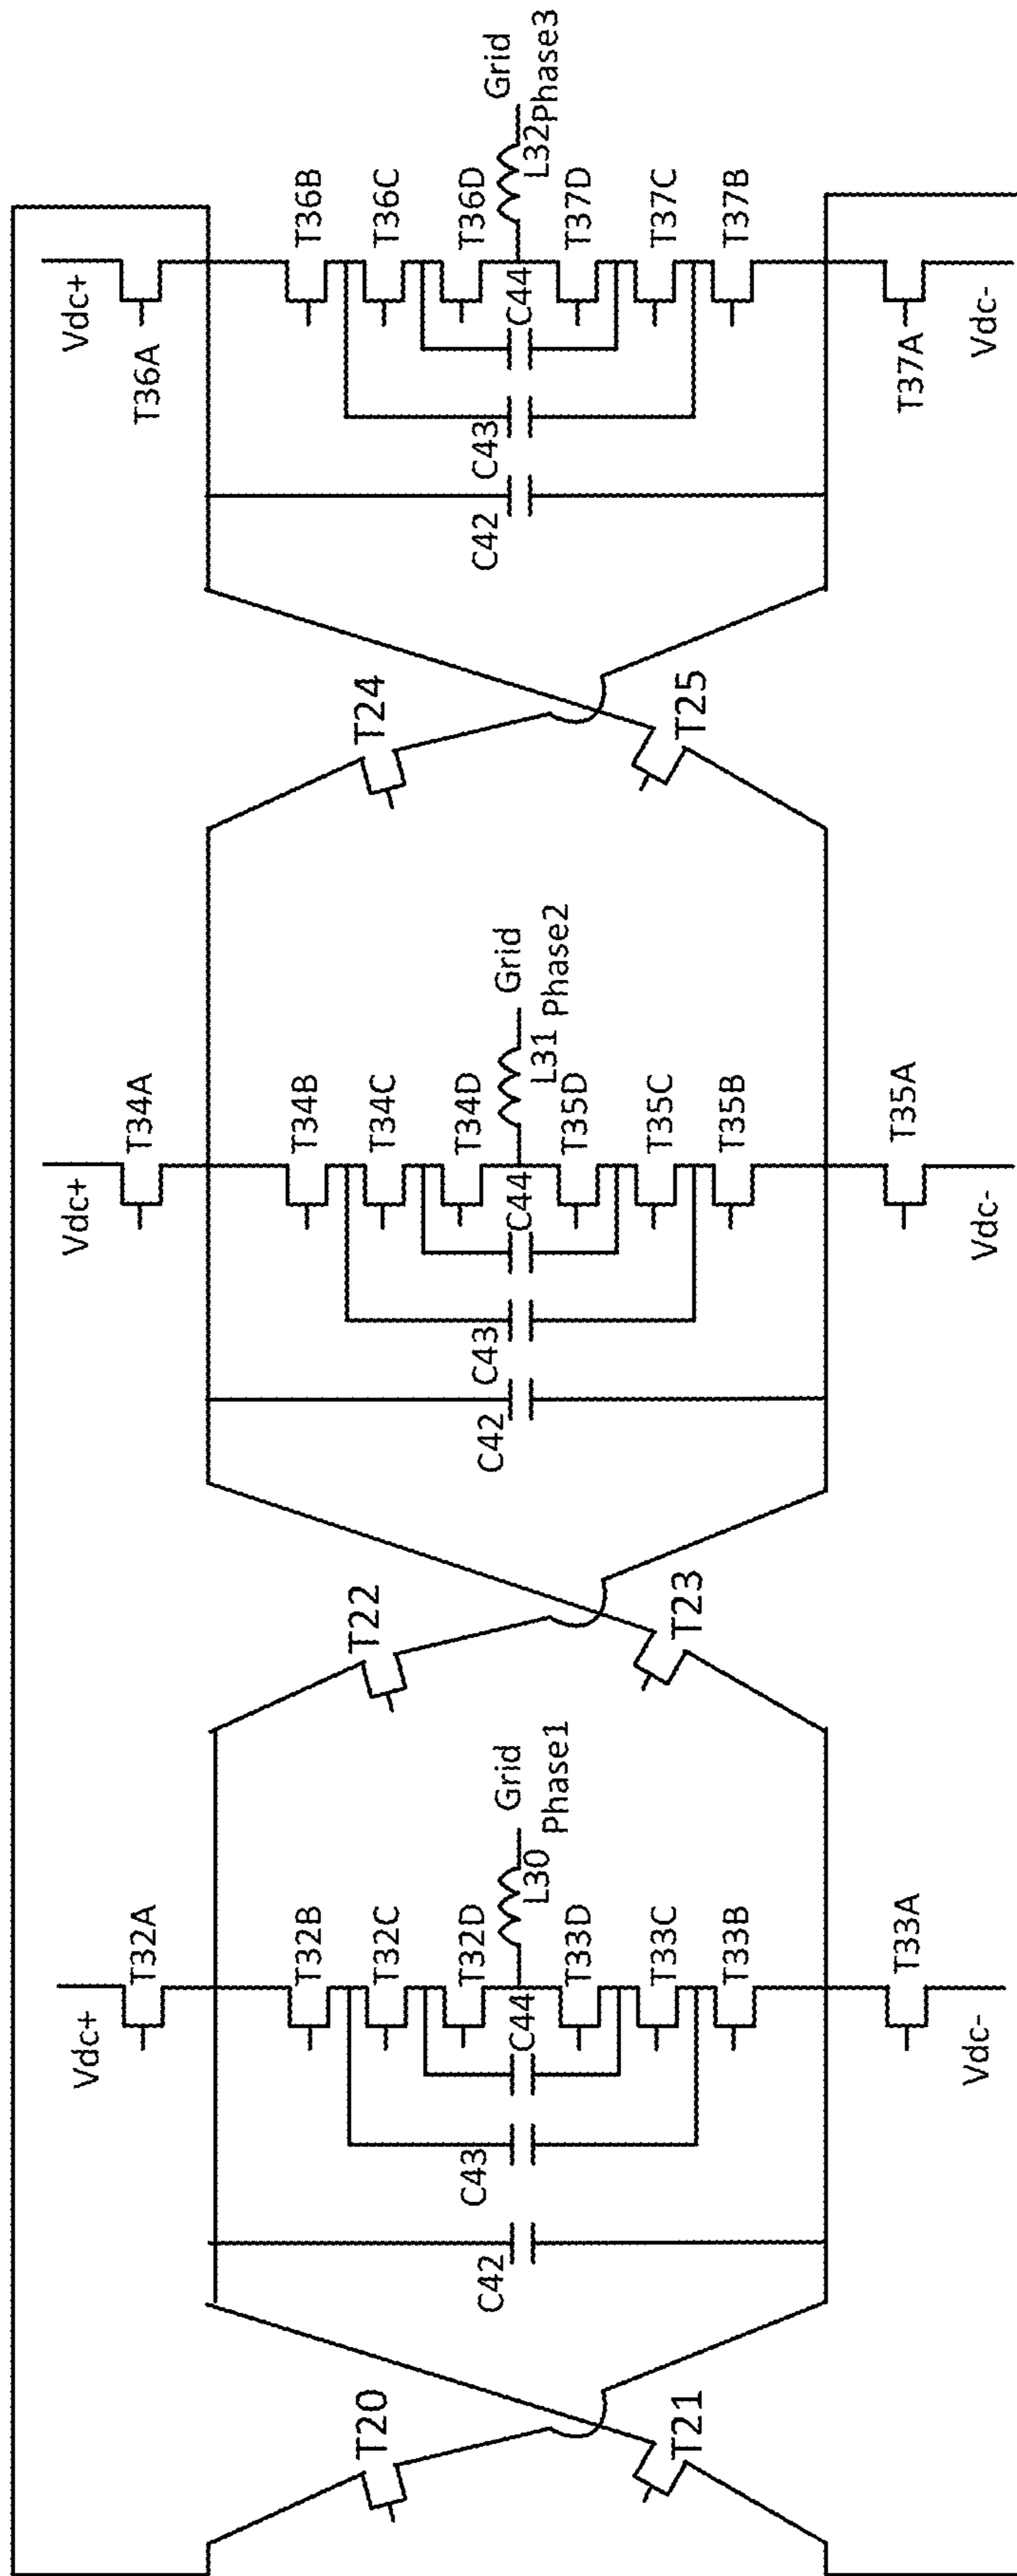 Vdc+
Vdc+
Vdc+
T32A
T34A
T36A
T20
T22
T24
T32B
T34B
T36B
T32C
T34C
T36C
T32D
T34D
T36D
C42
C43
C44
L30
Grid
Phase1
C42
C43
C44
L31
Grid
Phase2
C42
C43
C44
L32
Grid
Phase3
T33D
T35D
T37D
T33C
T35C
T37C
T33B
T35B
T37B
T21
T23
T25
T33A
T35A
T37A
Vdc-
Vdc-
Vdc-